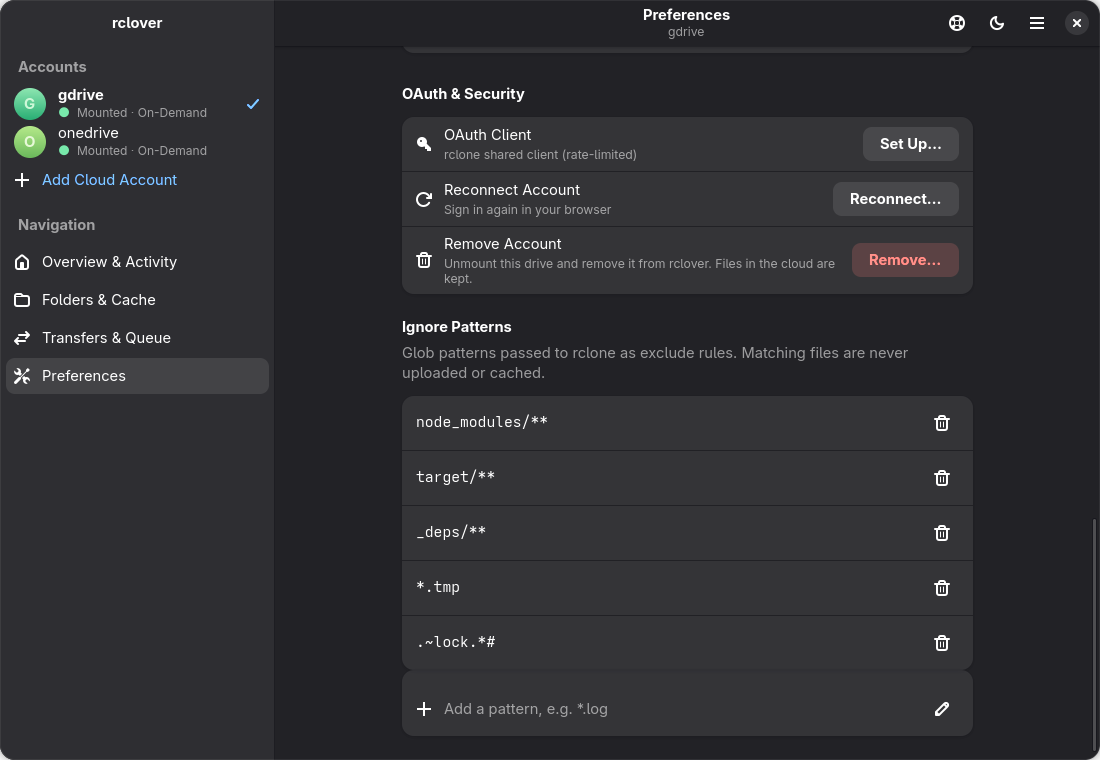 rclover
Preferences
gdrive
Accounts
G
gdrive
Mounted · On-Demand
O
onedrive
Mounted · On-Demand
Add Cloud Account
Navigation
Overview & Activity
Folders & Cache
Transfers & Queue
Preferences
OAuth & Security
OAuth Client
rclone shared client (rate-limited)
Set Up…
Reconnect Account
Sign in again in your browser
Reconnect…
Remove Account
Unmount this drive and remove it from rclover. Files in the cloud are
kept.
Remove…
Ignore Patterns
Glob patterns passed to rclone as exclude rules. Matching files are never
uploaded or cached.
node_modules/**
target/**
_deps/**
*.tmp
.~lock.*#
Add a pattern, e.g. *.log